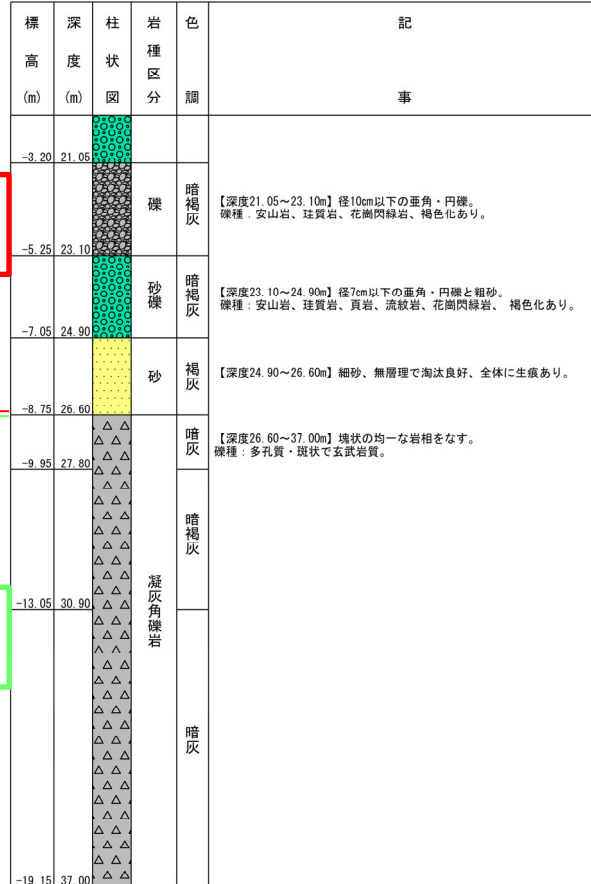 標高(m) 深度(m) 柱状図 岩種区分 色調 記事
-3.20 21.05
礫 暗褐灰 【深度21.05~23.10m】径10cm以下の亜角・円礫。
礫種：安山岩、珪質岩、花崗閃緑岩、褐色化あり。
-5.25 23.10
砂礫 暗褐灰 【深度23.10~24.90m】径7cm以下の亜角・円礫と粗砂。
礫種：安山岩、珪質岩、頁岩、流紋岩、花崗閃緑岩、 褐色化あり。
-7.05 24.90
砂 褐灰 【深度24.90~26.60m】細砂、無層理で淘汰良好、全体に生痕あり。
-8.75 26.60
暗灰 【深度26.60~37.00m】塊状の均一な岩相をなす。
礫種：多孔質・斑状で玄武岩質。
-9.95 27.80
暗褐灰
凝灰角礫岩
-13.05 30.90
暗灰
-19.15 37.00